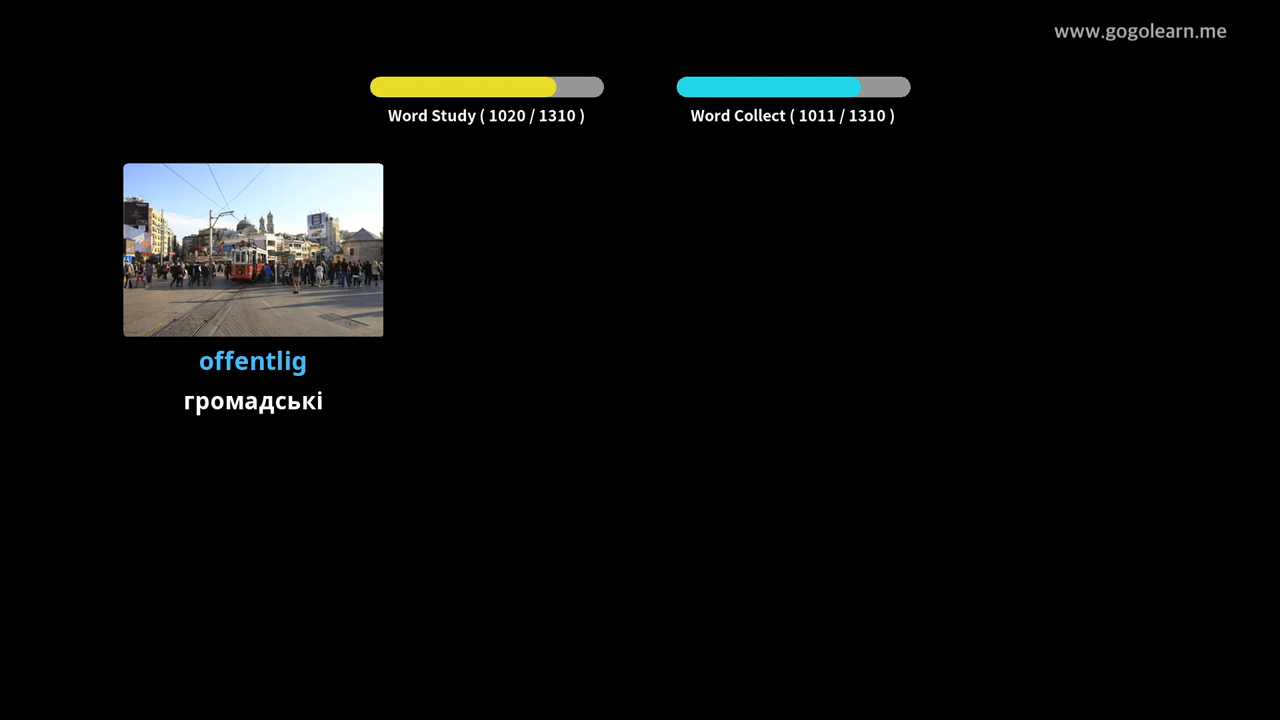 www.gogolearn.me
Word Study ( 1020 / 1310 )
Word Collect ( 1011 / 1310 )
offentlig
громадські